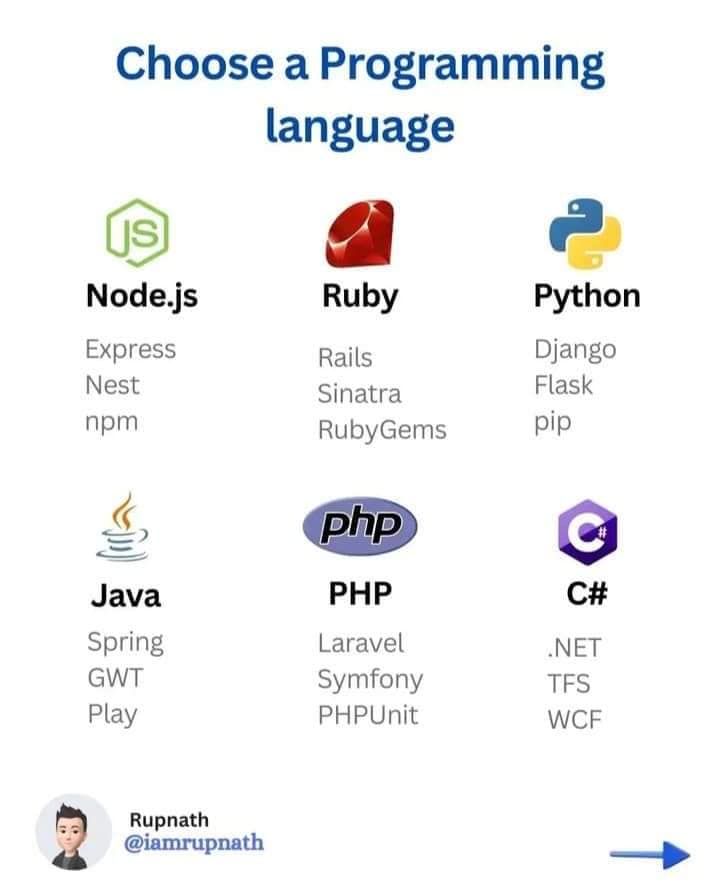 Choose a Programming
language
JS
Node.js
Express
Nest
npm
Ruby
Rails
Sinatra
RubyGems
Python
Django
Flask
pip
Java
Spring
GWT
Play
php
PHP
Laravel
Symfony
PHPUnit
C#
C#
.NET
TFS
WCF
Rupnath
@iamrupnath